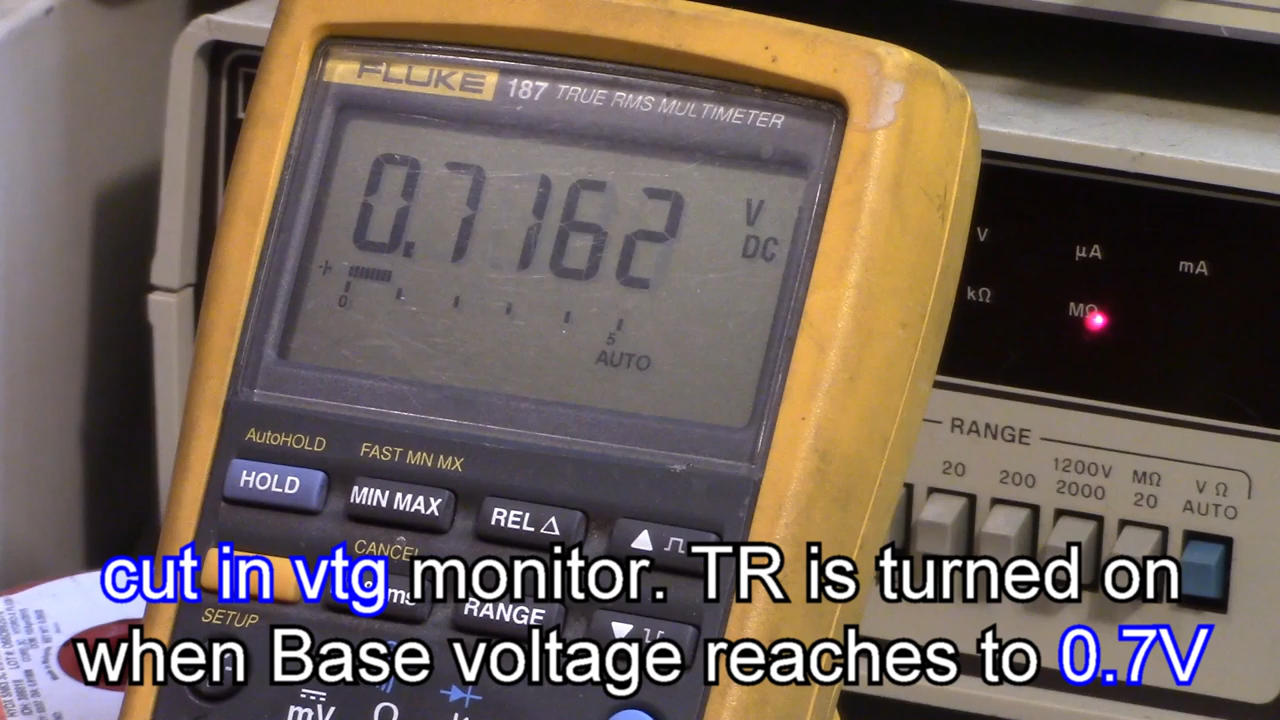 FLUKE 187 TRUE RMS MULTIMETER
0.7162 V
DC
0
5
AUTO
V µA mA
kΩ MΩ
RANGE
20 200 1200V 2000 MΩ 20 V Ω AUTO
AutoHOLD FAST MN MX
HOLD MIN MAX REL Δ
CANCEL
RANGE
SETUP
mV Ω
cut in vtg monitor. TR is turned on
when Base voltage reaches to 0.7V